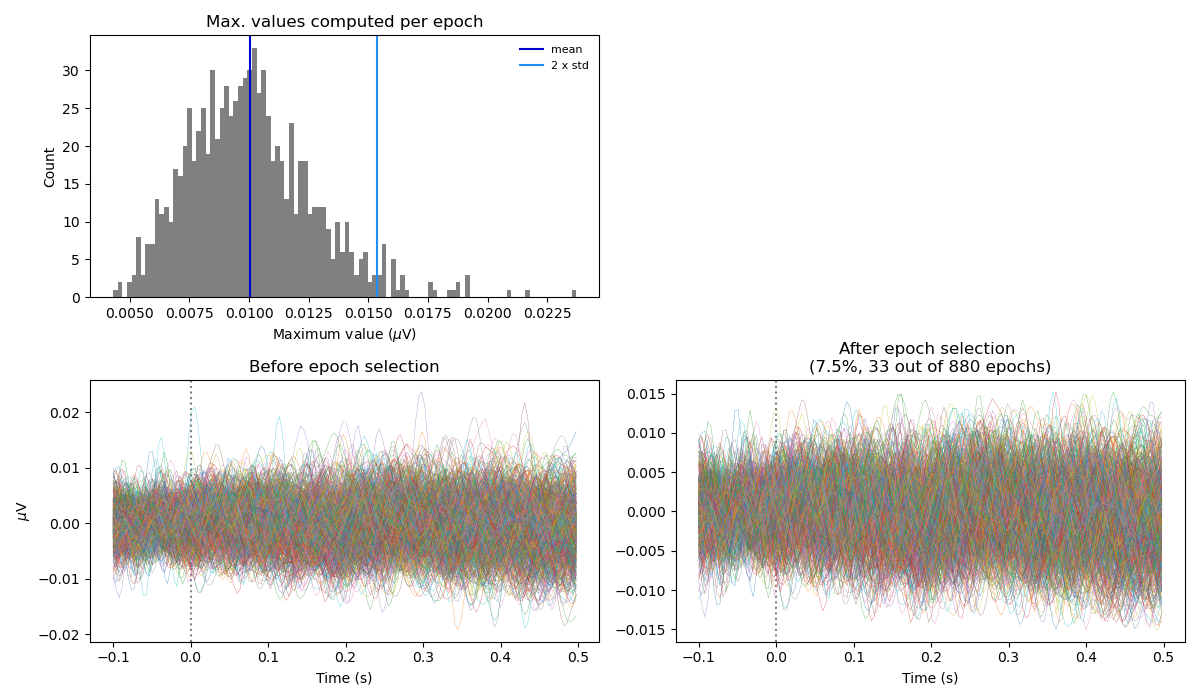 Max. values computed per epoch
mean
2 x std
Count
30
25
20
15
10
5
0
0.0050 0.0075 0.0100 0.0125 0.0150 0.0175 0.0200 0.0225
Maximum value (μV)
Before epoch selection
μV
0.02
0.01
0.00
−0.01
−0.02
−0.1 0.0 0.1 0.2 0.3 0.4 0.5
Time (s)
After epoch selection
(7.5%, 33 out of 880 epochs)
0.015
0.010
0.005
0.000
−0.005
−0.010
−0.015
−0.1 0.0 0.1 0.2 0.3 0.4 0.5
Time (s)